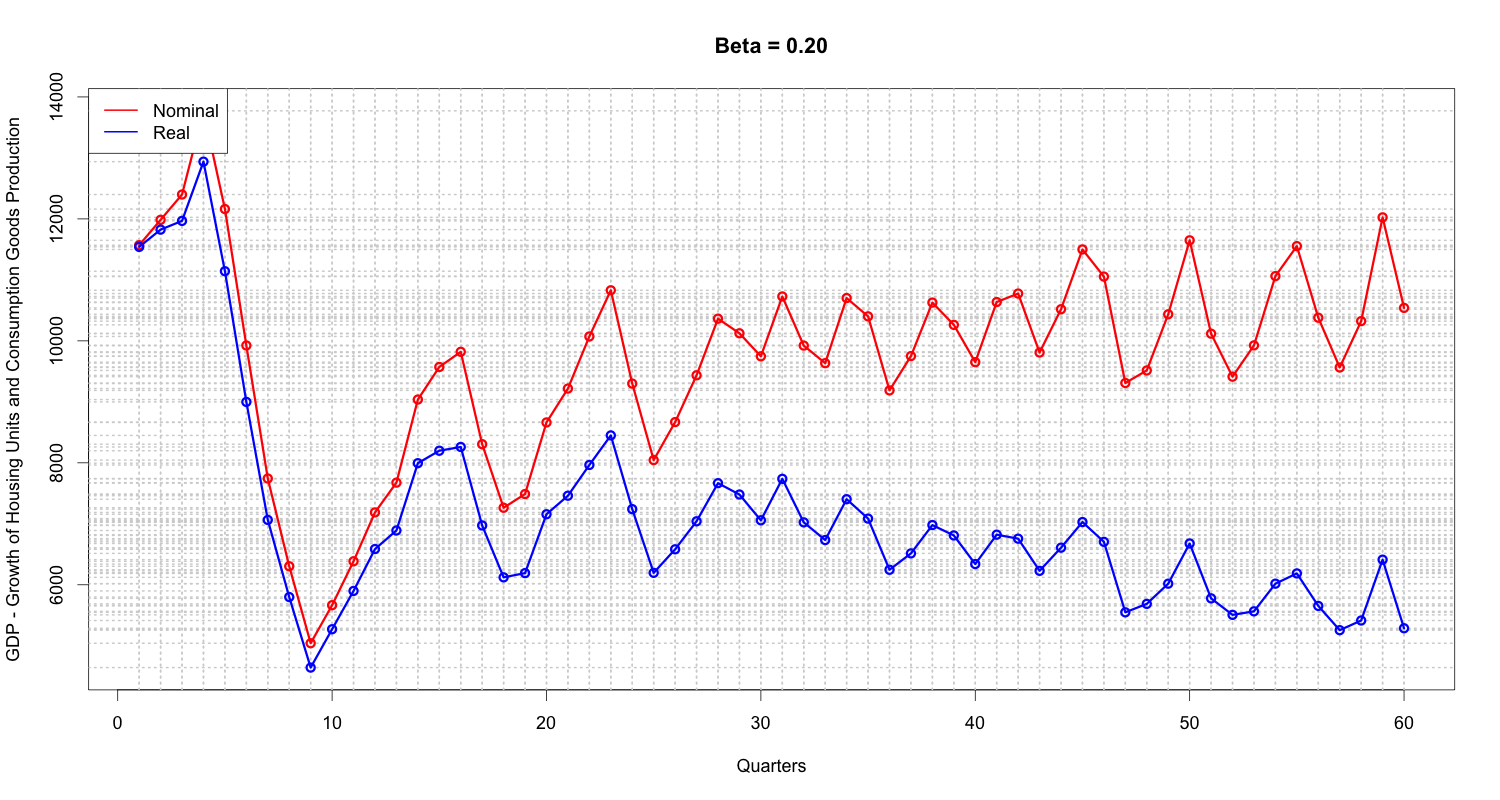 Beta = 0.20
GDP - Growth of Housing Units and Consumption Goods Production
14000
12000
10000
8000
6000
Nominal
Real
0 10 20 30 40 50 60
Quarters